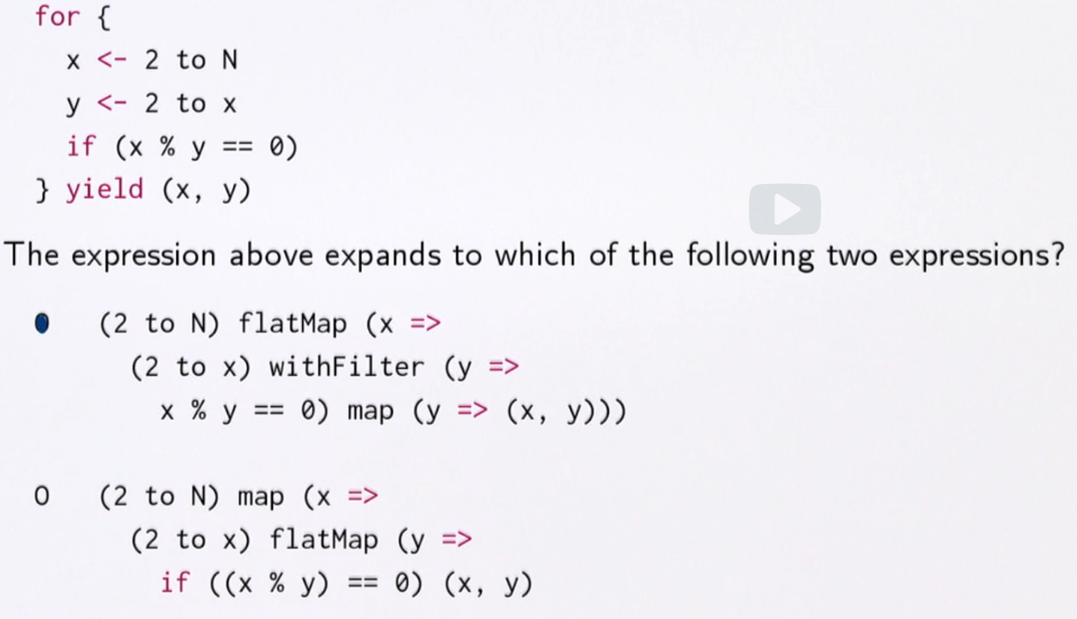 for {
x <- 2 to N
y <- 2 to x
if (x % y == 0)
} yield (x, y)
The expression above expands to which of the following two expressions?
(2 to N) flatMap (x =>
(2 to x) withFilter (y =>
x % y == 0) map (y => (x, y)))
O (2 to N) map (x =>
(2 to x) flatMap (y =>
if ((x % y) == 0) (x, y)